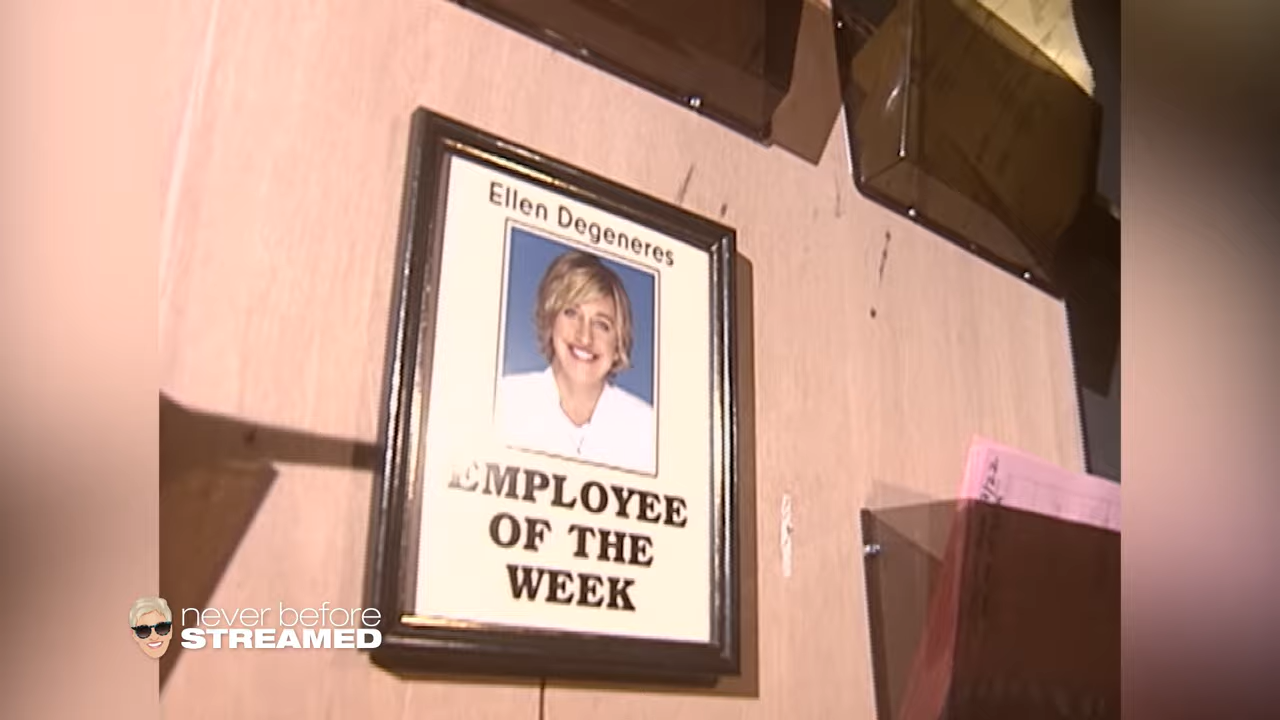 Ellen Degeneres
EMPLOYEE
OF THE
WEEK
never before
STREAMED